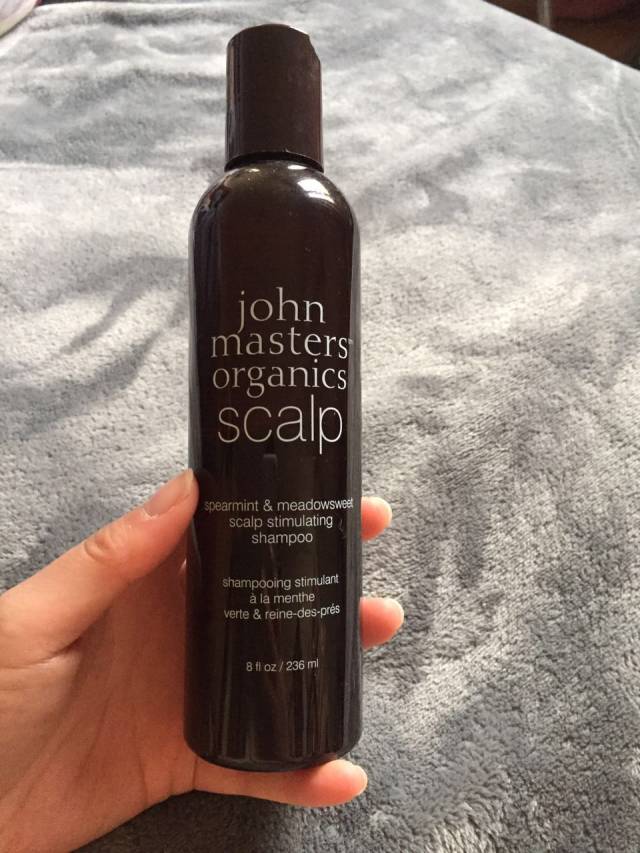 john
masters
organics
scalp
spearmint & meadowsweet
scalp stimulating
shampoo
shampooing stimulant
à la menthe
verte & reine-des-prés
8 fl oz / 236 ml